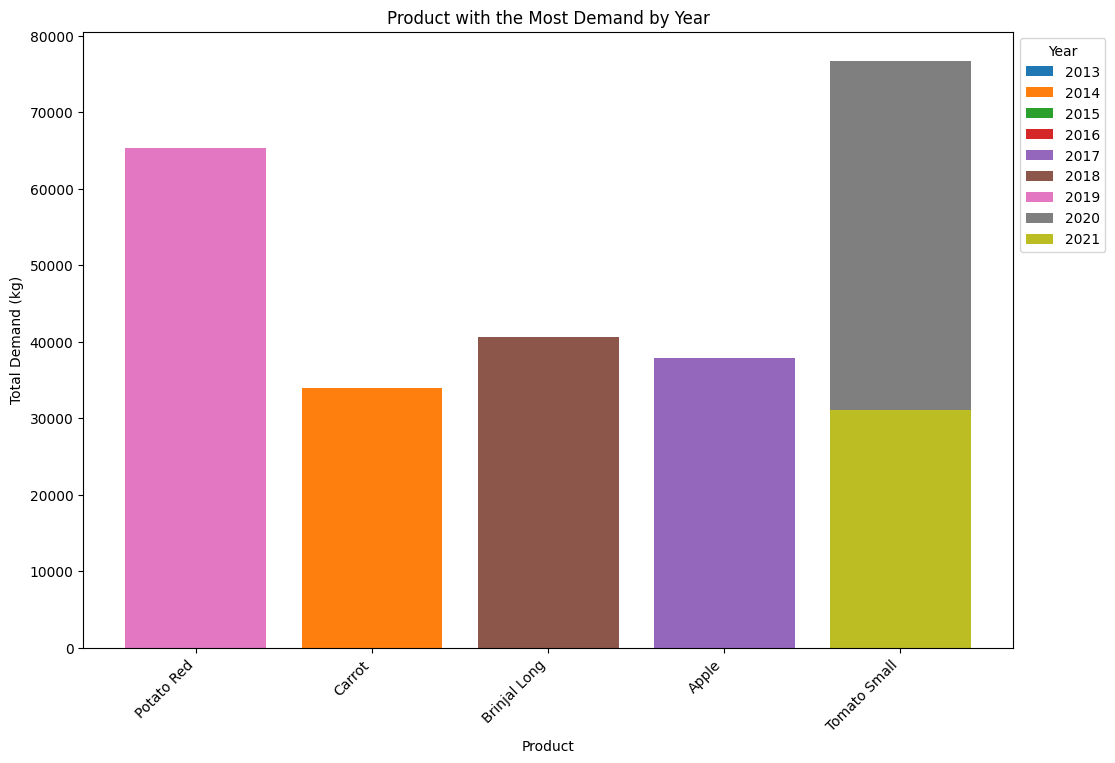 Product with the Most Demand by Year
80000
70000
60000
50000
40000
30000
20000
10000
0
Total Demand (kg)
Potato Red
Carrot
Brinjal Long
Apple
Tomato Small
Product
Year
2013
2014
2015
2016
2017
2018
2019
2020
2021